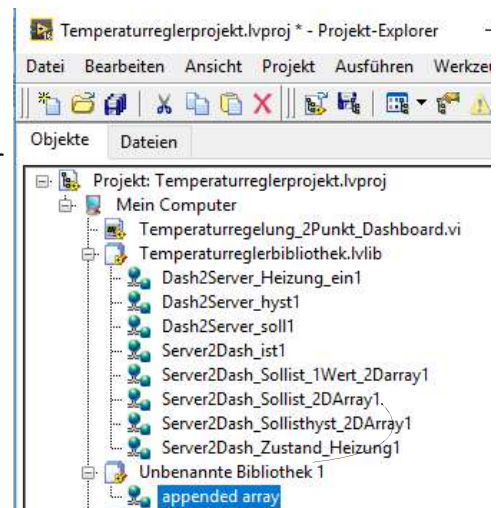 Temperaturreglerprojekt.lvproj * - Projekt-Explorer
Datei Bearbeiten Ansicht Projekt Ausführen Werkzeu
Objekte Dateien
Projekt: Temperaturreglerprojekt.lvproj
Mein Computer
Temperaturregelung_2Punkt_Dashboard.vi
Temperaturreglerbibliothek.lvlib
Dash2Server_Heizung_ein1
Dash2Server_hyst1
Dash2Server_soll1
Server2Dash_ist1
Server2Dash_Sollist_1Wert_2Darray1
Server2Dash_Sollist_2DArray1
Server2Dash_Sollisthyst_2DArray1
Server2Dash_Zustand_Heizung1
Unbenannte Bibliothek 1
appended array